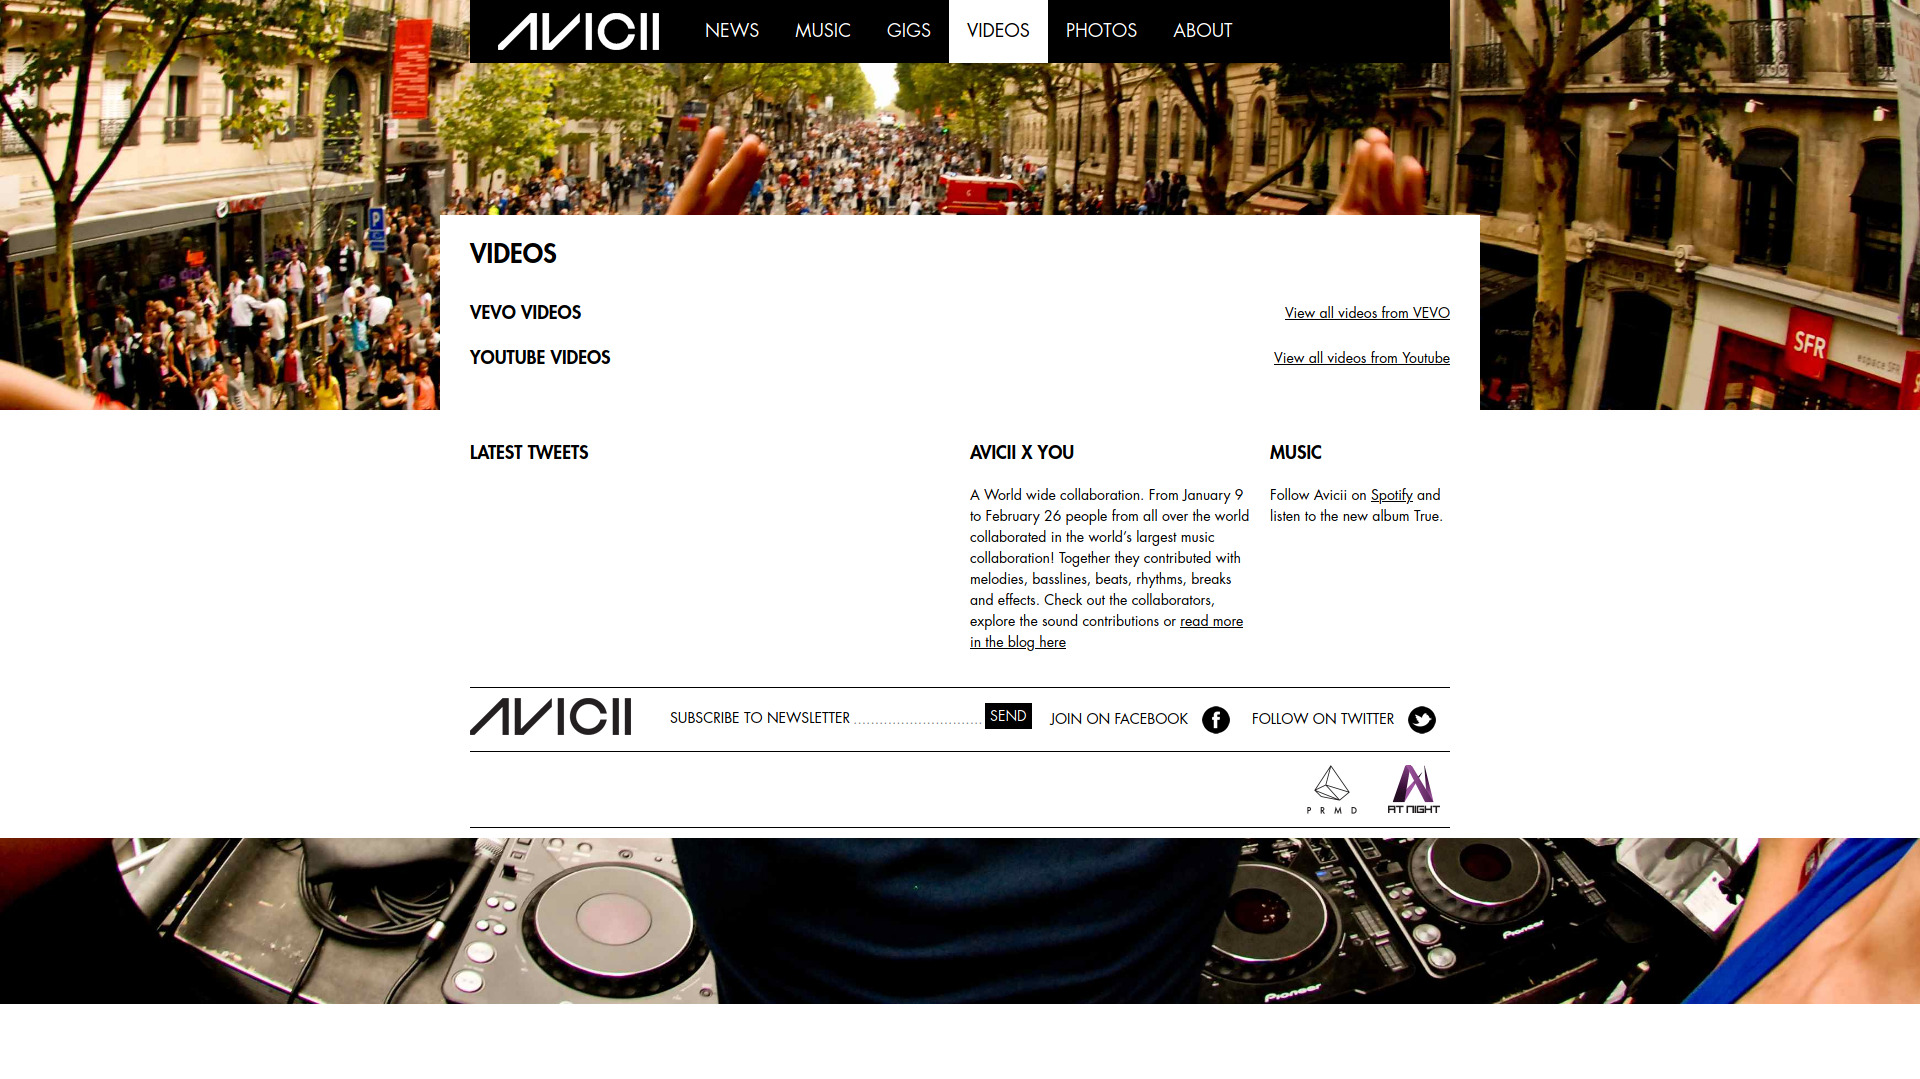 AVICII NEWS MUSIC GIGS VIDEOS PHOTOS ABOUT
VIDEOS
VEVO VIDEOS
View all videos from VEVO
YOUTUBE VIDEOS
View all videos from Youtube
SFR
espace SFR
P
LATEST TWEETS
AVICII X YOU
A World wide collaboration. From January 9
to February 26 people from all over the world
collaborated in the world’s largest music
collaboration! Together they contributed with
melodies, basslines, beats, rhythms, breaks
and effects. Check out the collaborators,
explore the sound contributions or read more
in the blog here
MUSIC
Follow Avicii on Spotify and
listen to the new album True.
AVICII SUBSCRIBE TO NEWSLETTER SEND JOIN ON FACEBOOK FOLLOW ON TWITTER
PRMD
AT NIGHT
Pioneer
Pioneer